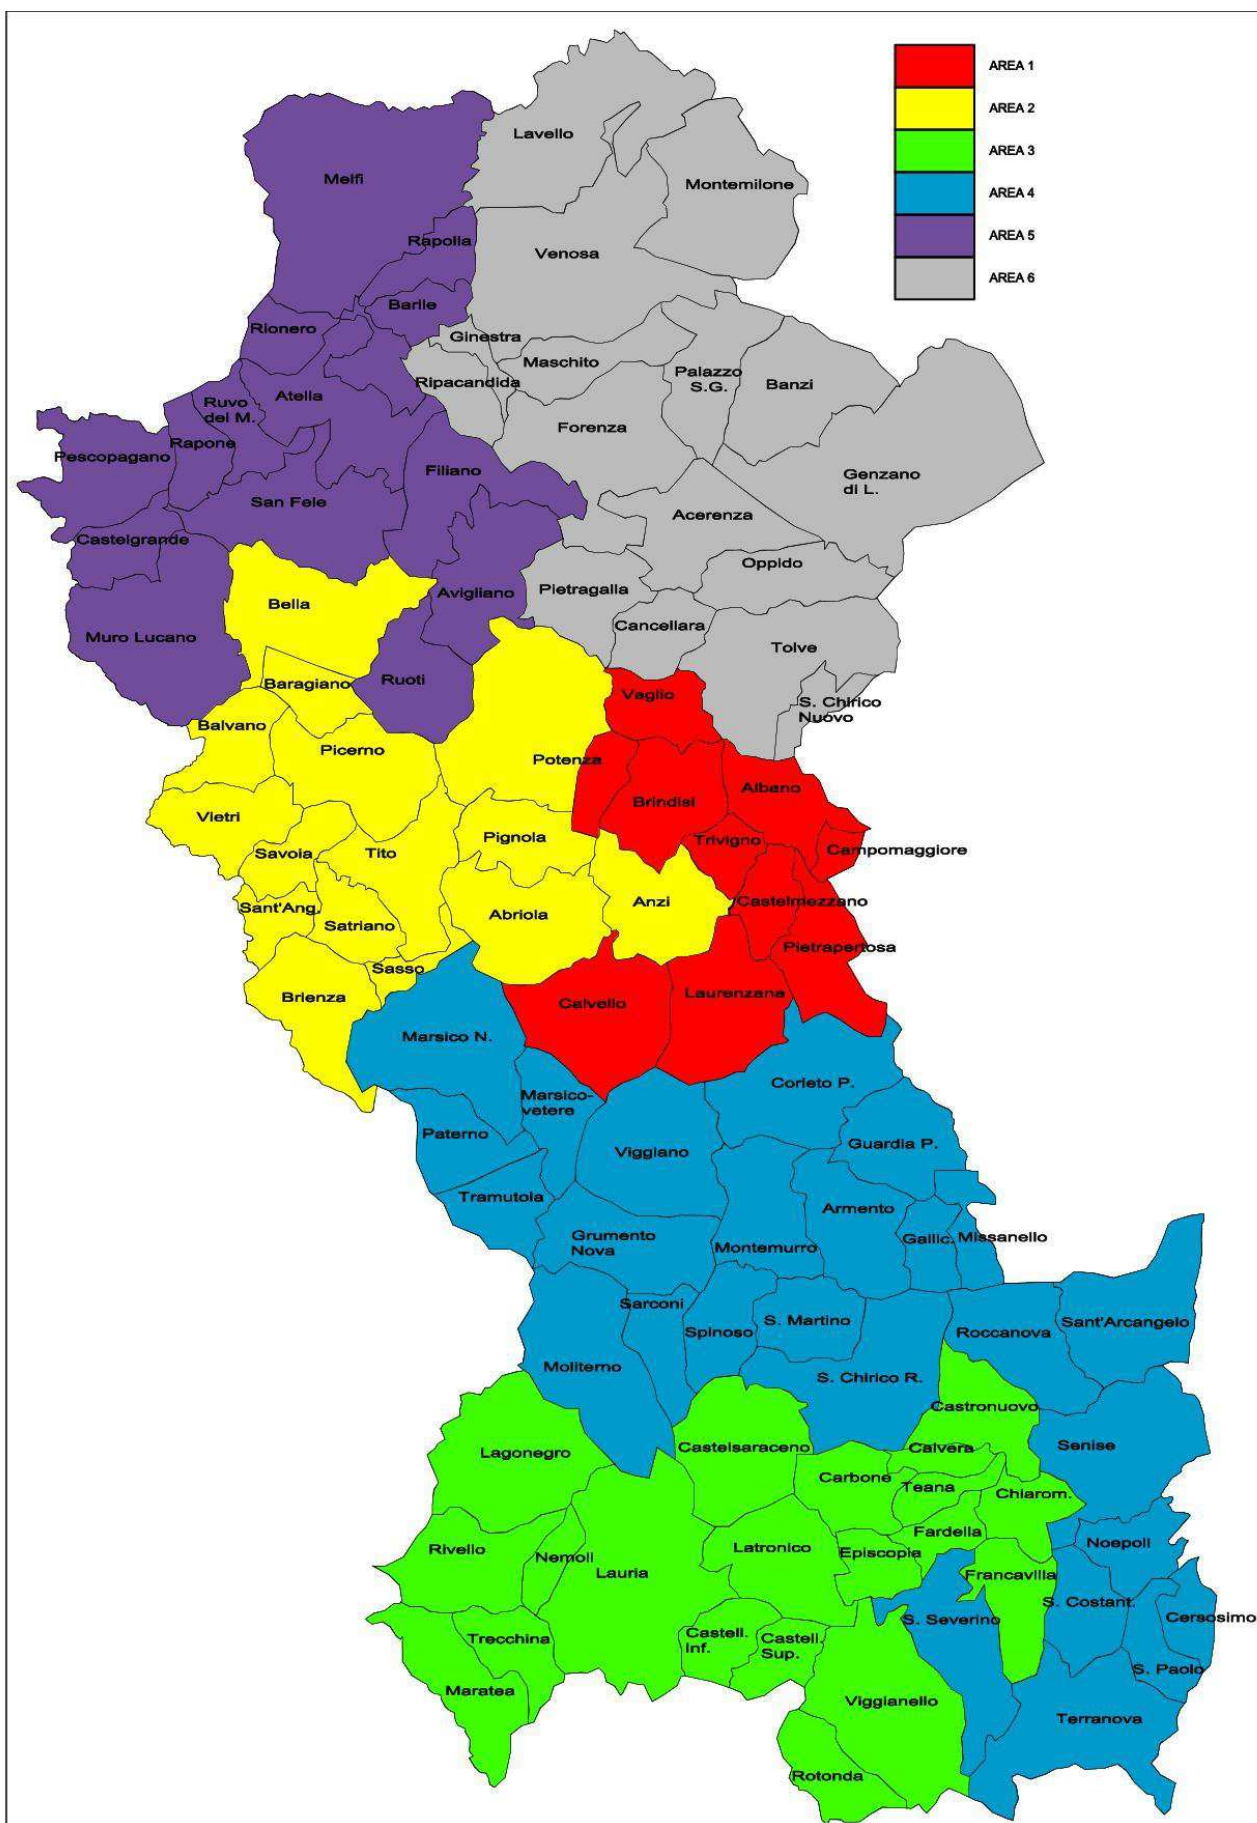 AREA 1
AREA 2
AREA 3
AREA 4
AREA 5
AREA 6
Lavello
Montemilone
Melfi
Rapolla
Venosa
Barile
Rionero
Ginestra
Maschito
Ripacandida
Palazzo
S.G.
Banzi
Atella
Ruvo
del M.
Rapone
Forenza
Pescopagano
Filiano
Genzano
di L.
San Fele
Acerenza
Castelgrande
Oppido
Pietragalla
Avigliano
Bella
Cancellara
Muro Lucano
Tolve
Ruoti
Baragiano
Vaglio
S. Chirico
Nuovo
Balvano
Picerno
Potenza
Brindisi
Albano
Vietri
Pignola
Trivigno
Campomaggiore
Savoia
Tito
Sant'Ang.
Satriano
Abriola
Anzi
Castelmezzano
Pietrapertosa
Sasso
Brienza
Calvello
Laurenzana
Marsico N.
Corleto P.
Marsico-
vetere
Paterno
Viggiano
Guardia P.
Tramutola
Armento
Grumento
Nova
Montemurro
Gallic.
Missanello
Sarconi
Spinoso
S. Martino
Roccanova
Sant'Arcangelo
Moliterno
S. Chirico R.
Castronuovo
Lagonegro
Castelsaraceno
Calvera
Senise
Carbone
Teana
Chiarom.
Fardella
Rivello
Nemoli
Lauria
Latronico
Episcopia
Noepoli
Francavilla
S. Costant.
Cersosimo
S. Severino
Trecchina
Castell.
Inf.
Castell.
Sup.
S. Paolo
Maratea
Viggianello
Terranova
Rotonda